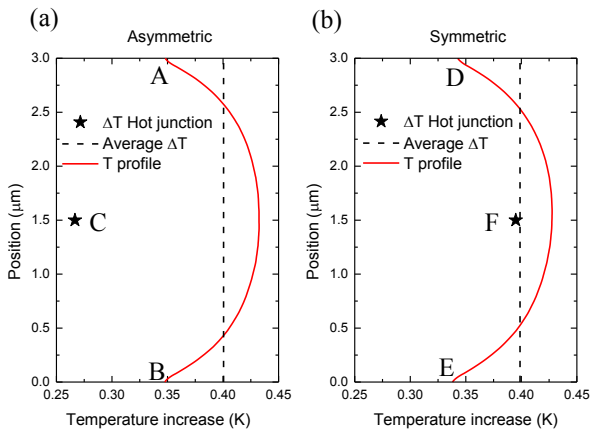 (a)
Asymmetric
3.0
2.5
2.0
1.5
1.0
0.5
0.0
Position (μm)
A
ΔT Hot junction
Average ΔT
T profile
C
B
0.25 0.30 0.35 0.40 0.45
Temperature increase (K)
(b)
Symmetric
3.0
2.5
2.0
1.5
1.0
0.5
0.0
Position (μm)
D
ΔT Hot junction
Average ΔT
T profile
F
E
0.25 0.30 0.35 0.40 0.45
Temperature increase (K)